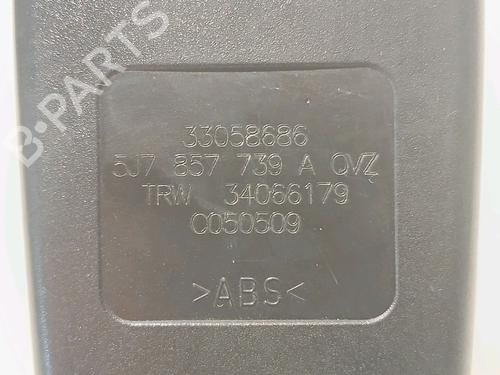 B-PARTS
33058686
5J7 857 739 A QVZ
TRW 34066179
C050509
>ABS<